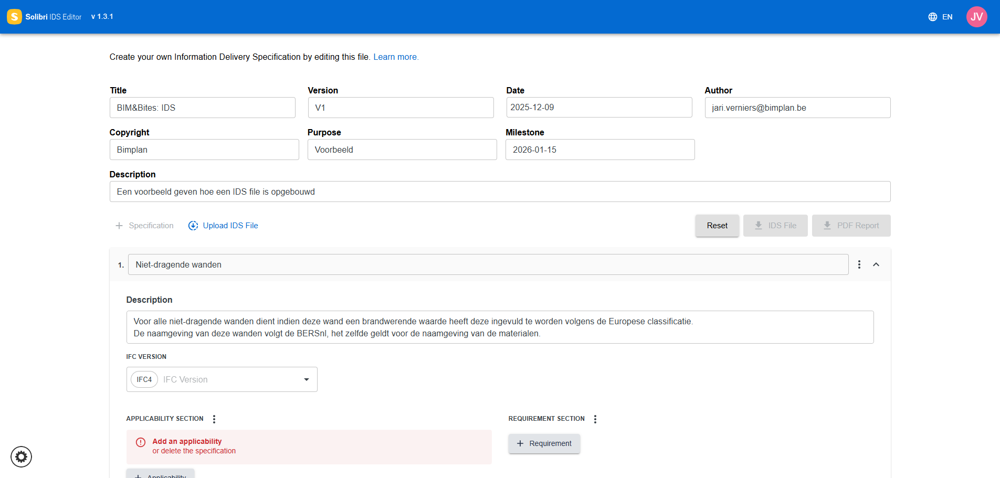 S Solibri IDS Editor v 1.3.1 EN JV
Create your own Information Delivery Specification by editing this file. Learn more.
Title Version Date Author
BIM&Bites: IDS V1 2025-12-09 jari.verniers@bimplan.be
Copyright Purpose Milestone
Bimplan Voorbeeld 2026-01-15
Description
Een voorbeeld geven hoe een IDS file is opgebouwd
+ Specification Upload IDS File Reset IDS File PDF Report
1. Niet-dragende wanden
Description
Voor alle niet-dragende wanden dient indien deze wand een brandwerende waarde heeft deze ingevuld te worden volgens de Europese classificatie.
De naamgeving van deze wanden volgt de BERSnl, het zelfde geldt voor de naamgeving van de materialen.
IFC VERSION
IFC4 IFC Version
APPLICABILITY SECTION REQUIREMENT SECTION
Add an applicability
or delete the specification
+ Requirement
+ Applicability